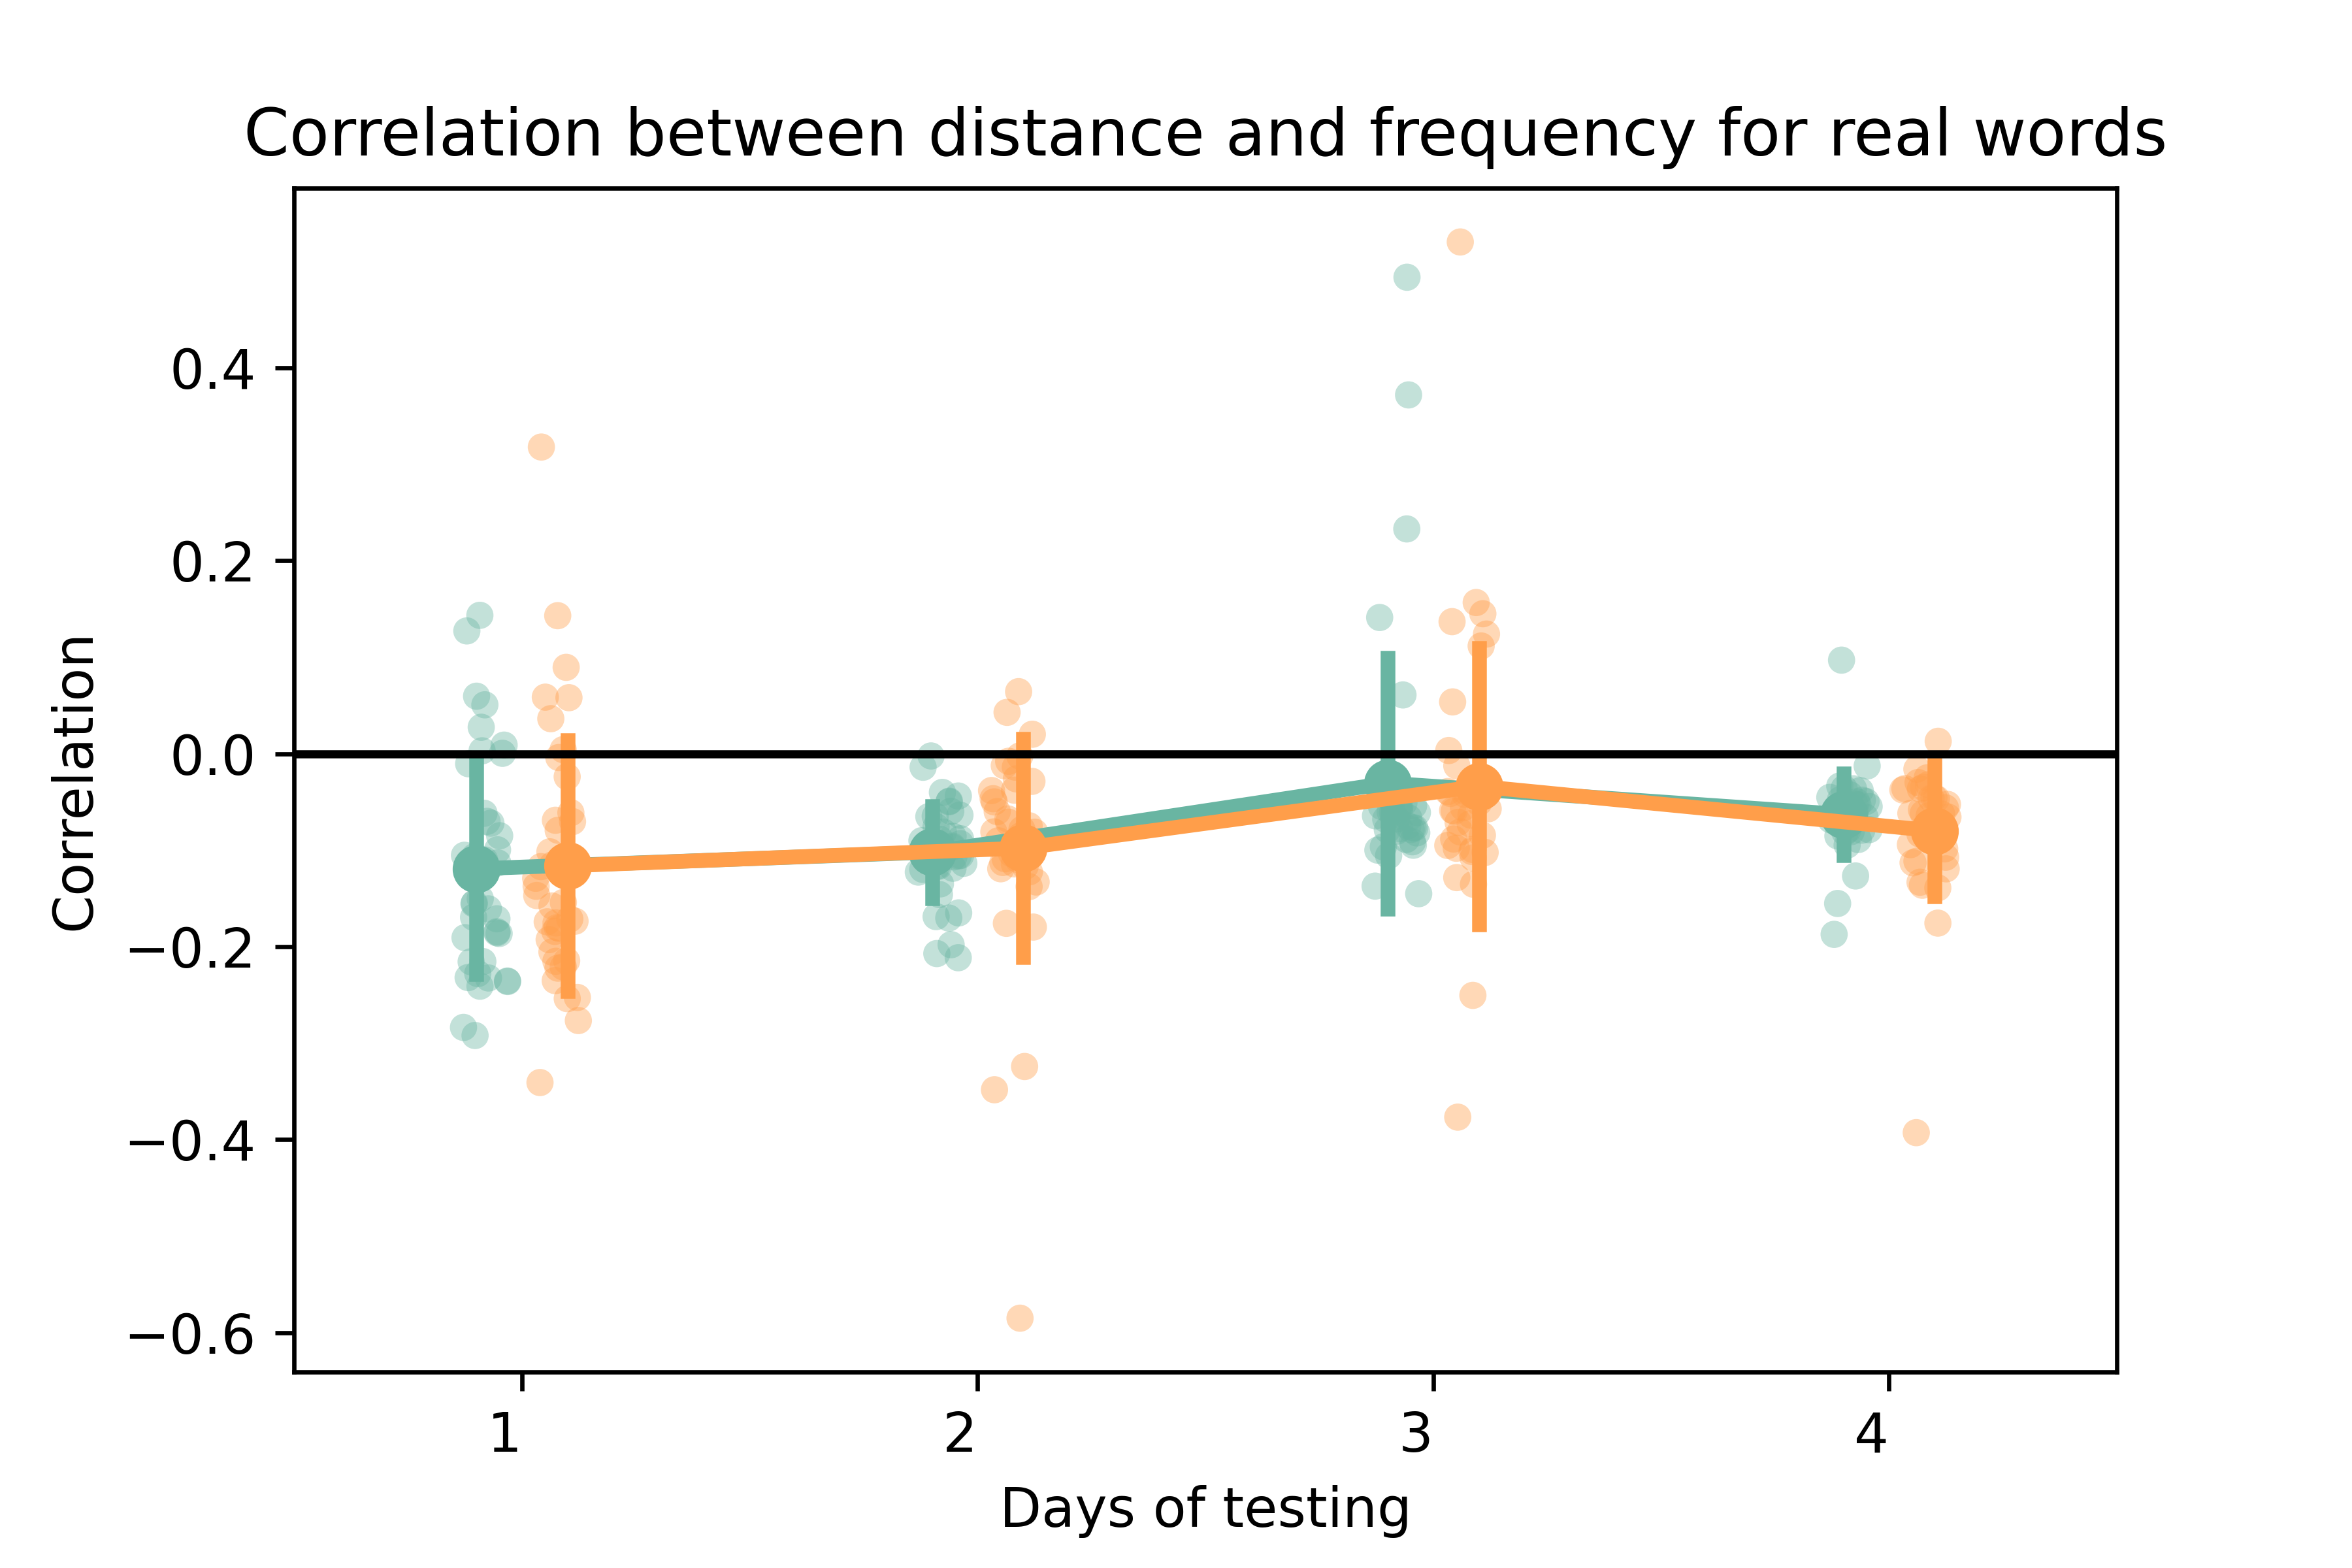 Correlation between distance and frequency for real words
Correlation
0.4
0.2
0.0
−0.2
−0.4
−0.6
1 2 3 4
Days of testing